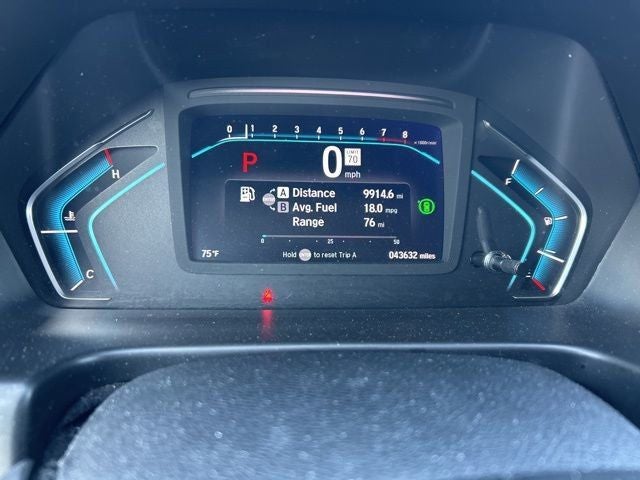 0 1 2 3 4 5 6 7 8
x1000r/min
P 0 LIMIT 70
mph
H F
A Distance 9914.6 mi
B Avg. Fuel 18.0 mpg
Range 76 mi
0 25 50
C
75°F Hold to reset Trip A 043632 miles